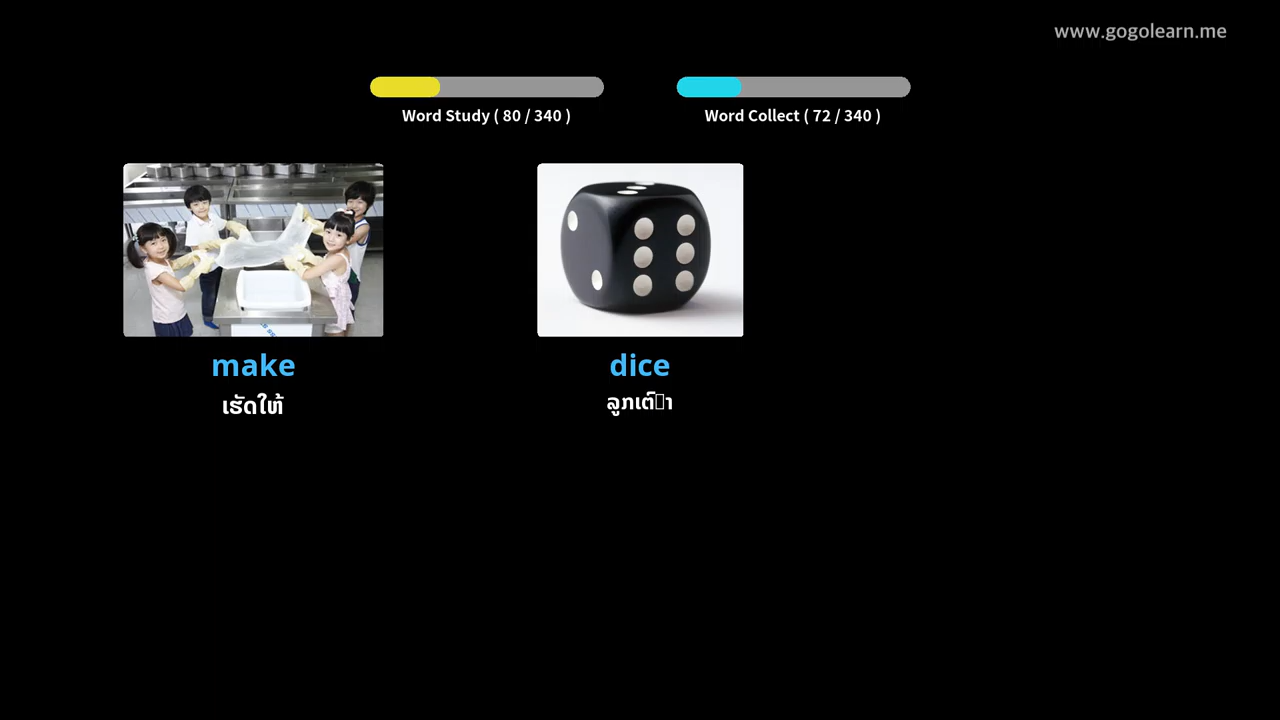 www.gogolearn.me
Word Study ( 80 / 340 )
Word Collect ( 72 / 340 )
make
dice
ເຮັດໃຫ້